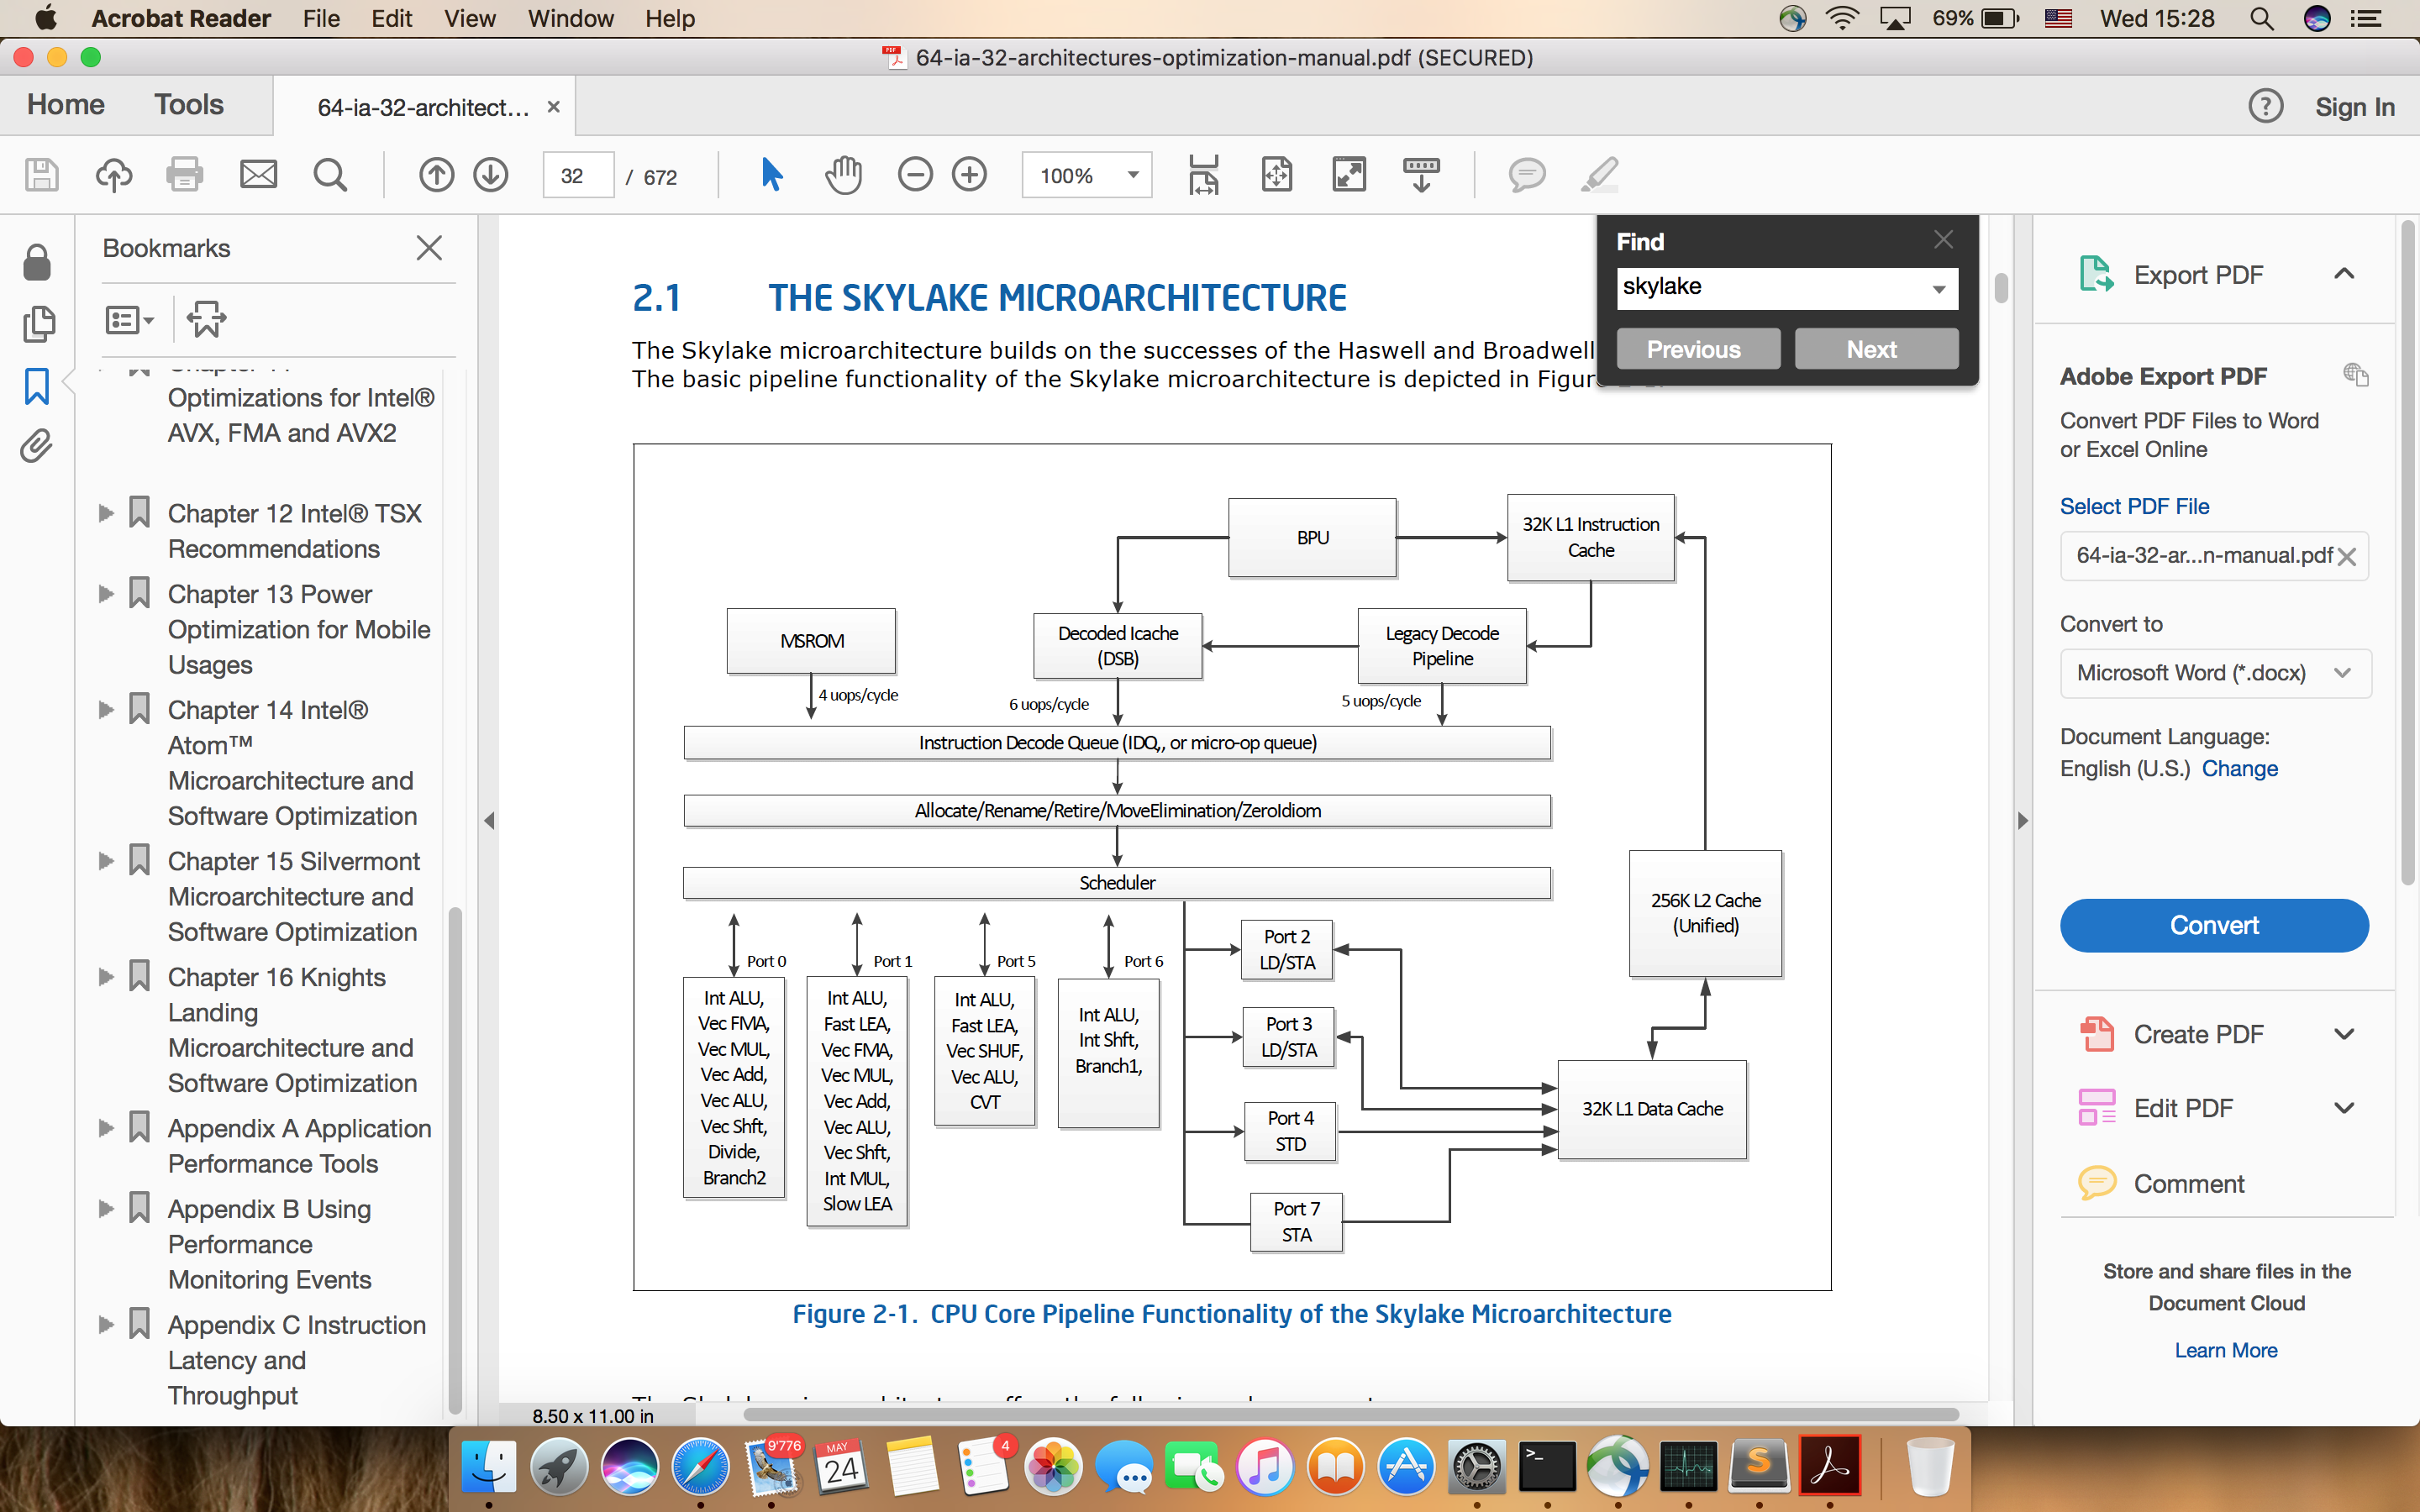 Acrobat Reader File Edit View Window Help 69% Wed 15:28
64-ia-32-architectures-optimization-manual.pdf (SECURED)
Home Tools 64-ia-32-architect... × ? Sign In
32 / 672 100%
Bookmarks
Optimizations for Intel®
AVX, FMA and AVX2
Chapter 12 Intel® TSX
Recommendations
Chapter 13 Power
Optimization for Mobile
Usages
Chapter 14 Intel®
Atom™
Microarchitecture and
Software Optimization
Chapter 15 Silvermont
Microarchitecture and
Software Optimization
Chapter 16 Knights
Landing
Microarchitecture and
Software Optimization
Appendix A Application
Performance Tools
Appendix B Using
Performance
Monitoring Events
Appendix C Instruction
Latency and
Throughput
2.1 THE SKYLAKE MICROARCHITECTURE
The Skylake microarchitecture builds on the successes of the Haswell and Broadwell
The basic pipeline functionality of the Skylake microarchitecture is depicted in Figur
Find
skylake
Previous Next
BPU
32K L1 Instruction
Cache
MSROM
Decoded Icache
(DSB)
Legacy Decode
Pipeline
4 uops/cycle
6 uops/cycle
5 uops/cycle
Instruction Decode Queue (IDQ,, or micro-op queue)
Allocate/Rename/Retire/MoveElimination/ZeroIdiom
Scheduler
256K L2 Cache
(Unified)
Port 0
Int ALU,
Vec FMA,
Vec MUL,
Vec Add,
Vec ALU,
Vec Shft,
Divide,
Branch2
Port 1
Int ALU,
Fast LEA,
Vec FMA,
Vec MUL,
Vec Add,
Vec ALU,
Vec Shft,
Int MUL,
Slow LEA
Port 5
Int ALU,
Fast LEA,
Vec SHUF,
Vec ALU,
CVT
Port 6
Int ALU,
Int Shft,
Branch1,
Port 2
LD/STA
Port 3
LD/STA
Port 4
STD
Port 7
STA
32K L1 Data Cache
Figure 2-1. CPU Core Pipeline Functionality of the Skylake Microarchitecture
8.50 x 11.00 in
Export PDF
Adobe Export PDF
Convert PDF Files to Word
or Excel Online
Select PDF File
64-ia-32-ar...n-manual.pdf
Convert to
Microsoft Word (*.docx)
Document Language:
English (U.S.) Change
Convert
Create PDF
Edit PDF
Comment
Store and share files in the
Document Cloud
Learn More
9'776
MAY
24
4
>_
S